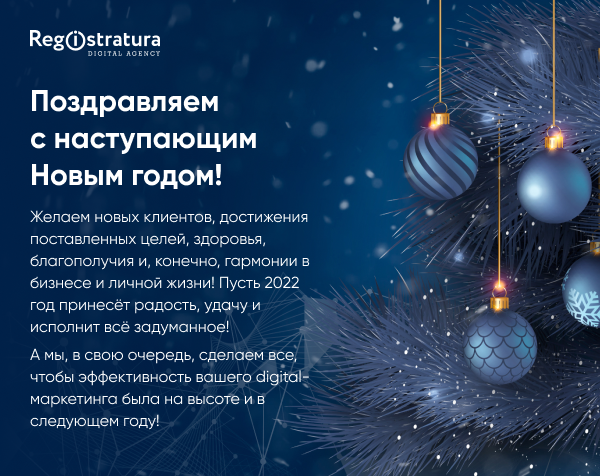 Registratura
DIGITAL AGENCY
Поздравляем
с наступающим
Новым годом!
Желаем новых клиентов, достижения
поставленных целей, здоровья,
благополучия и, конечно, гармонии в
бизнесе и личной жизни! Пусть 2022
год принесёт радость, удачу и
исполнит всё задуманное!
А мы, в свою очередь, сделаем все,
чтобы эффективность вашего digital-
маркетинга была на высоте и в
следующем году!